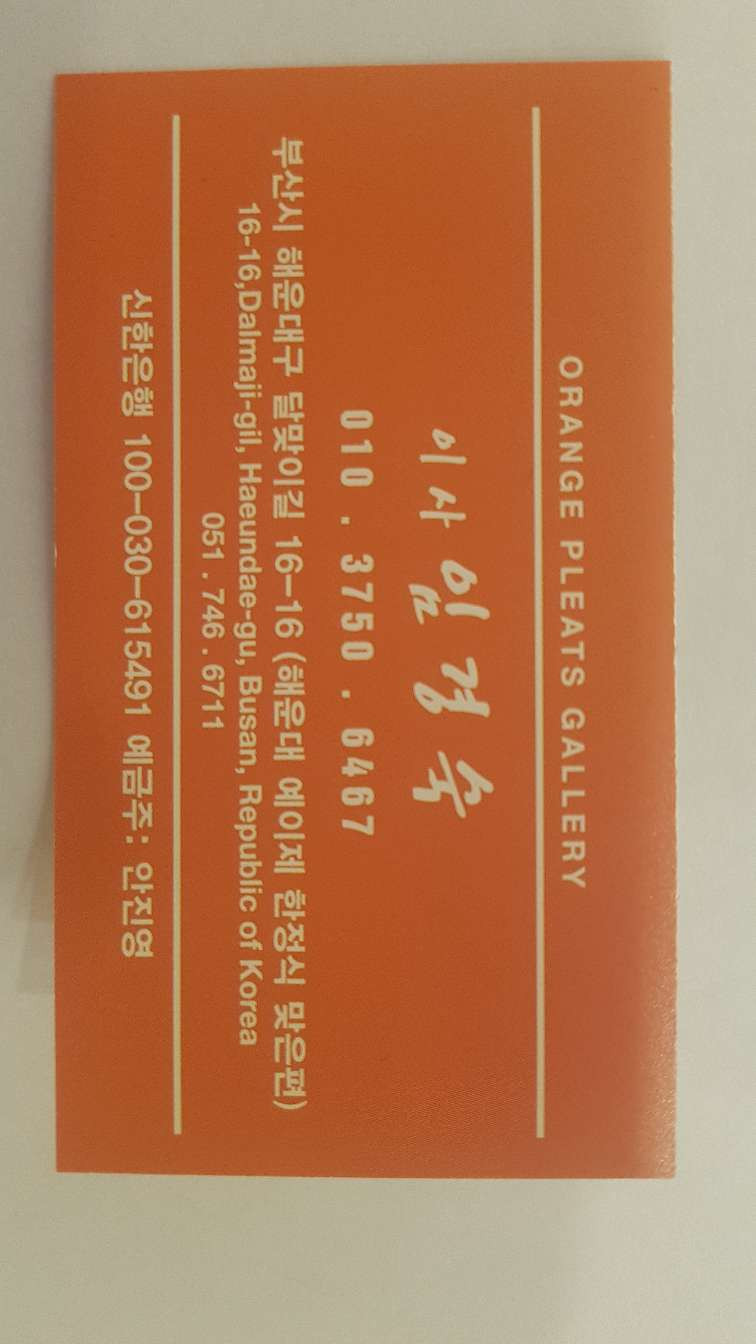 ORANGE PLEATS GALLERY
이사 임경숙
010 . 3750 . 6467
부산시 해운대구 달맞이길 16-16 (해운대 예이제 한정식 맞은편)
16-16,Dalmaji-gil, Haeundae-gu, Busan, Republic of Korea
051 . 746 . 6711
신한은행 100-030-615491 예금주: 안진영